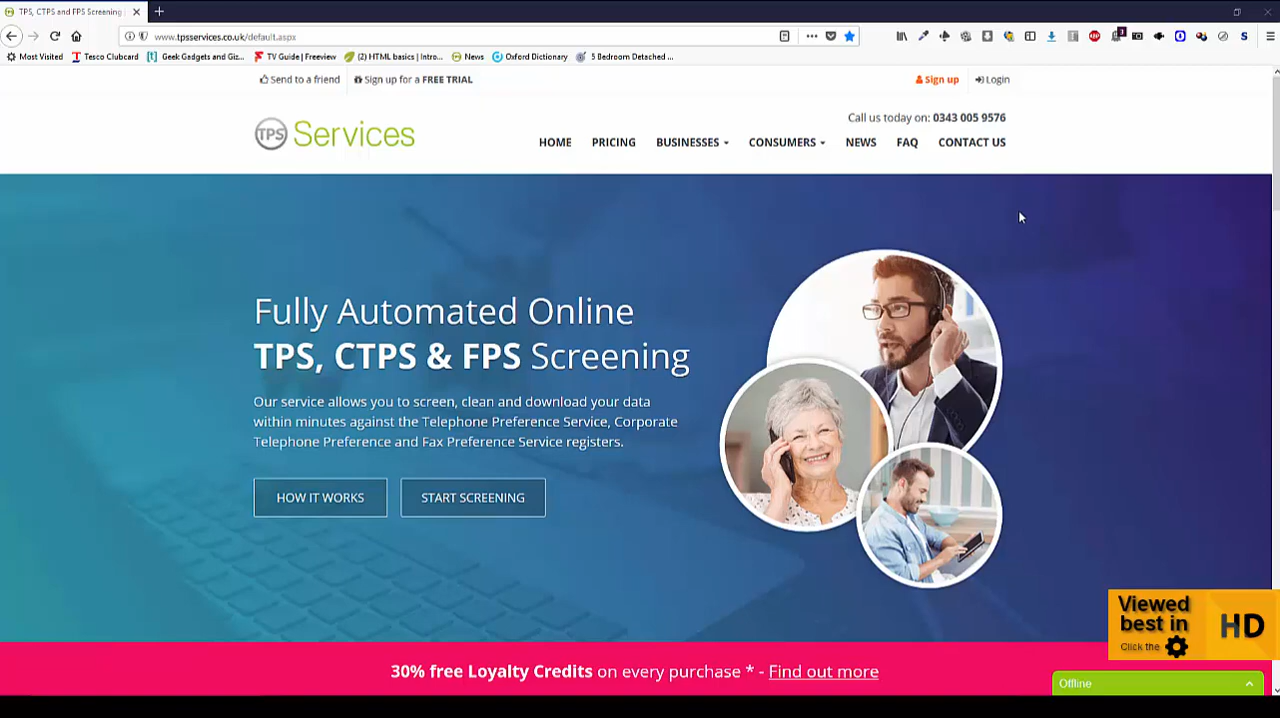 TPS, CTPS and FPS Screening
www.tpsservices.co.uk/default.aspx
Most Visited
Tesco Clubcard
Geek Gadgets and Giz...
TV Guide | Freeview
(2) HTML basics | Intro...
News
Oxford Dictionary
5 Bedroom Detached ...
Send to a friend
Sign up for a FREE TRIAL
Sign up
Login
TPS Services
Call us today on: 0343 005 9576
HOME
PRICING
BUSINESSES
CONSUMERS
NEWS
FAQ
CONTACT US
Fully Automated Online
TPS, CTPS & FPS Screening
Our service allows you to screen, clean and download your data
within minutes against the Telephone Preference Service, Corporate
Telephone Preference and Fax Preference Service registers.
HOW IT WORKS
START SCREENING
Viewed
best in
Click the
HD
30% free Loyalty Credits on every purchase * - Find out more
Offline